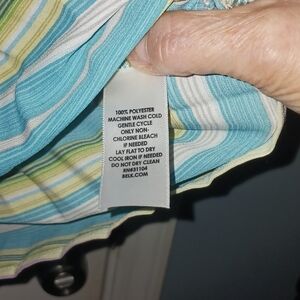 100% POLYESTER
MACHINE WASH COLD
GENTLE CYCLE
ONLY NON-
CHLORINE BLEACH
IF NEEDED
LAY FLAT TO DRY
COOL IRON IF NEEDED
DO NOT DRY CLEAN
RN#31104
BELK.COM